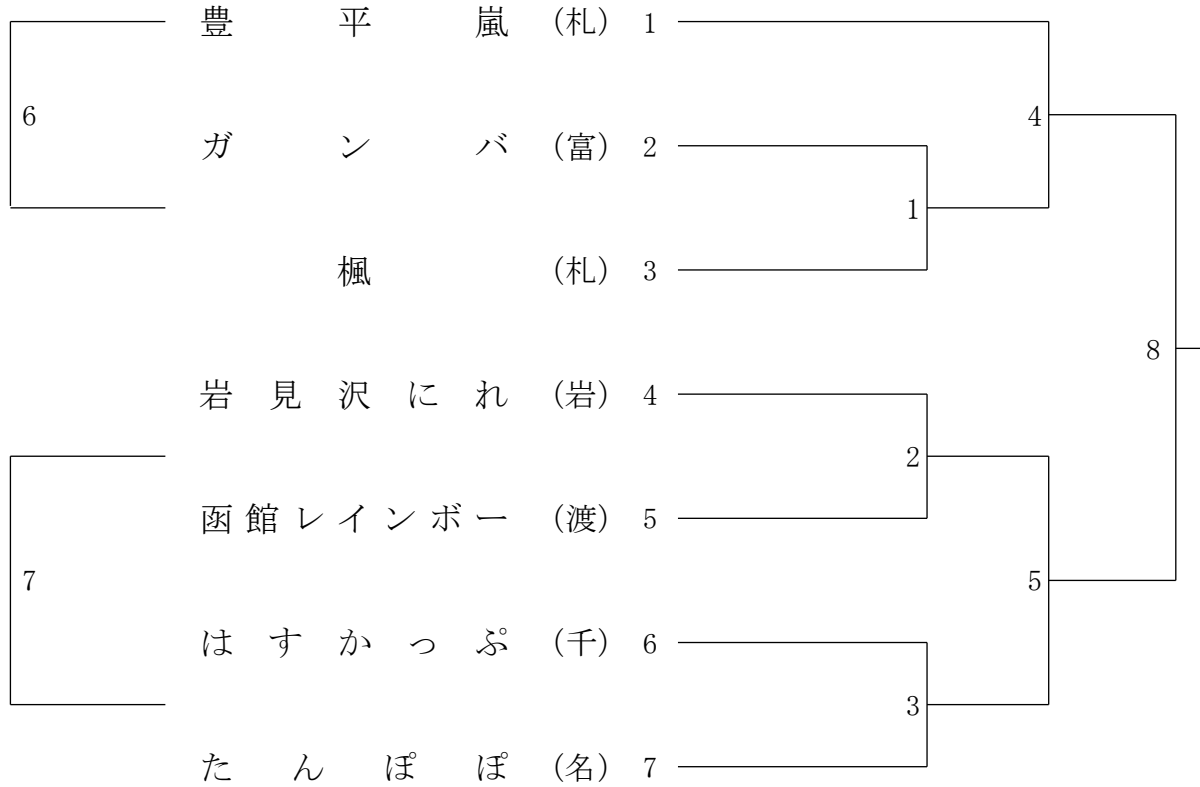 豊平嵐 (札) 1
6
4
ガンバ (富) 2
1
楓 (札) 3
8
岩見沢にれ (岩) 4
2
函館レインボー (渡) 5
7
5
はすかっぷ (千) 6
3
たんぽぽ (名) 7